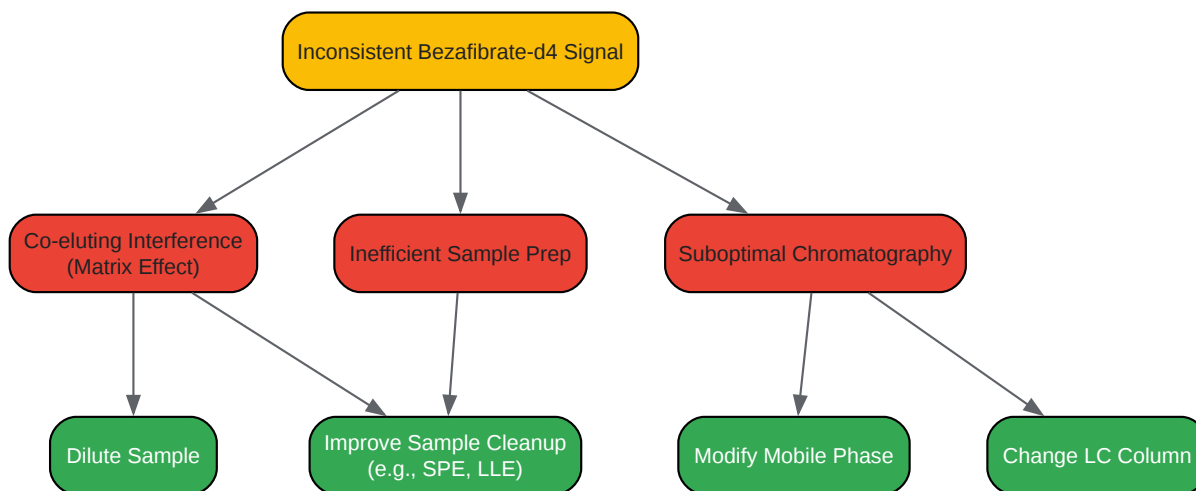 Inconsistent Bezafibrate-d4 Signal
Co-eluting Interference
(Matrix Effect)
Inefficient Sample Prep
Suboptimal Chromatography
Dilute Sample
Improve Sample Cleanup
(e.g., SPE, LLE)
Modify Mobile Phase
Change LC Column